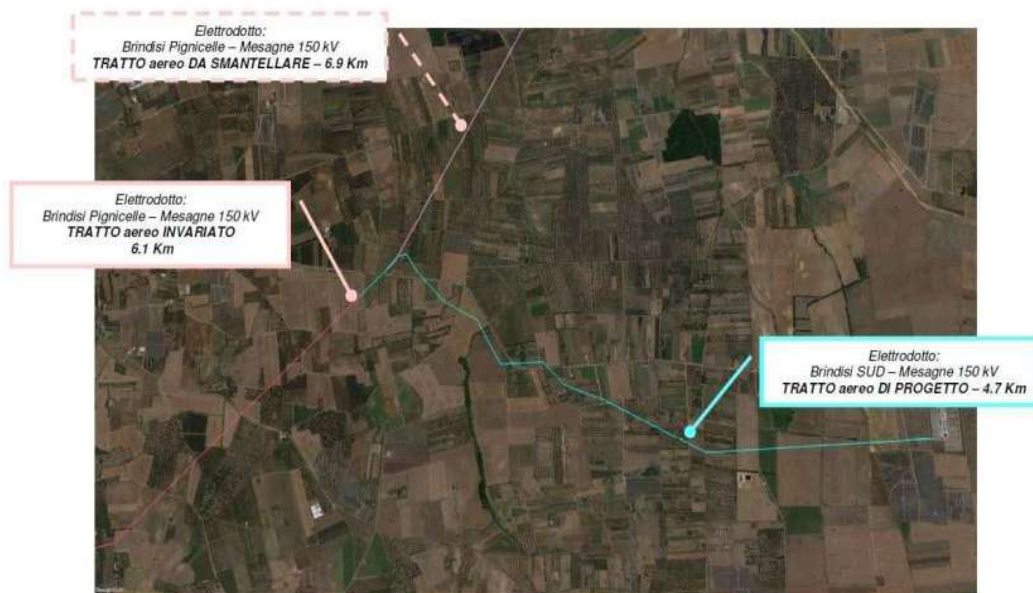 Elettrodotto:
Brindisi Pignicelle – Mesagne 150 kV
TRATTO aereo DA SMANTELLARE – 6.9 Km
Elettrodotto:
Brindisi Pignicelle – Mesagne 150 kV
TRATTO aereo INVARIATO
6.1 Km
Elettrodotto:
Brindisi SUD – Mesagne 150 kV
TRATTO aereo DI PROGETTO – 4.7 Km